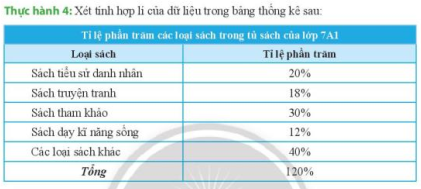 Thực hành 4: Xét tính hợp lí của dữ liệu trong bảng thống kê sau:
Tỉ lệ phần trăm các loại sách trong tủ sách của lớp 7A1
Loại sách Tỉ lệ phần trăm
Sách tiểu sử danh nhân 20%
Sách truyện tranh 18%
Sách tham khảo 30%
Sách dạy kĩ năng sống 12%
Các loại sách khác 40%
Tổng 120%